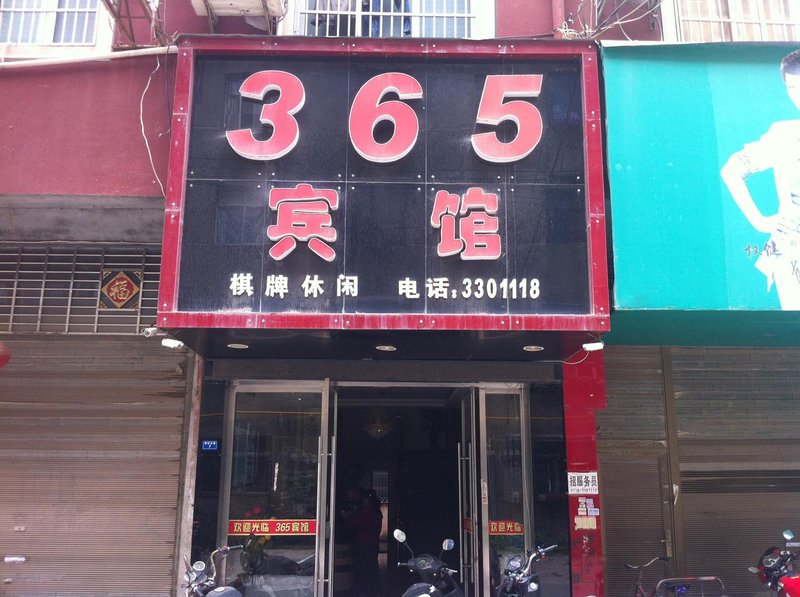 365
宾馆
棋牌休闲 电话:3301118
福
欢迎光临 365宾馆
欢迎光临
招服务员